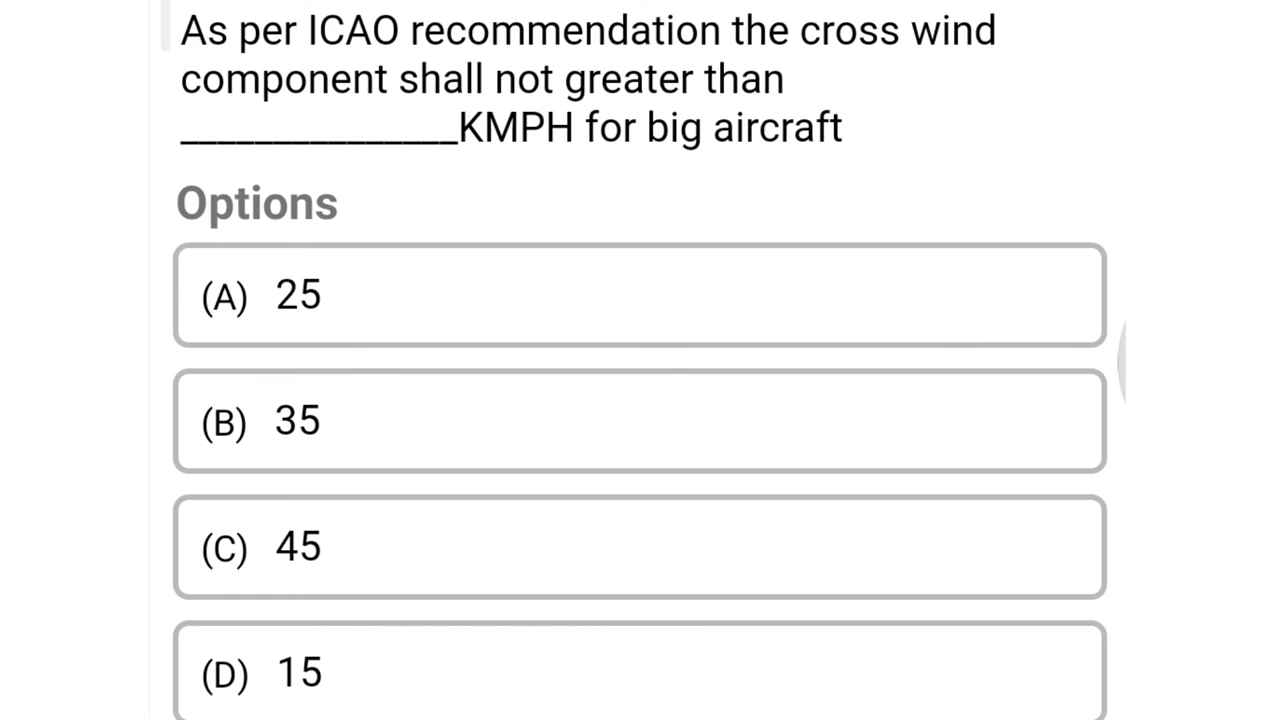 As per ICAO recommendation the cross wind
component shall not greater than
_______________KMPH for big aircraft
Options
(A) 25
(B) 35
(C) 45
(D) 15